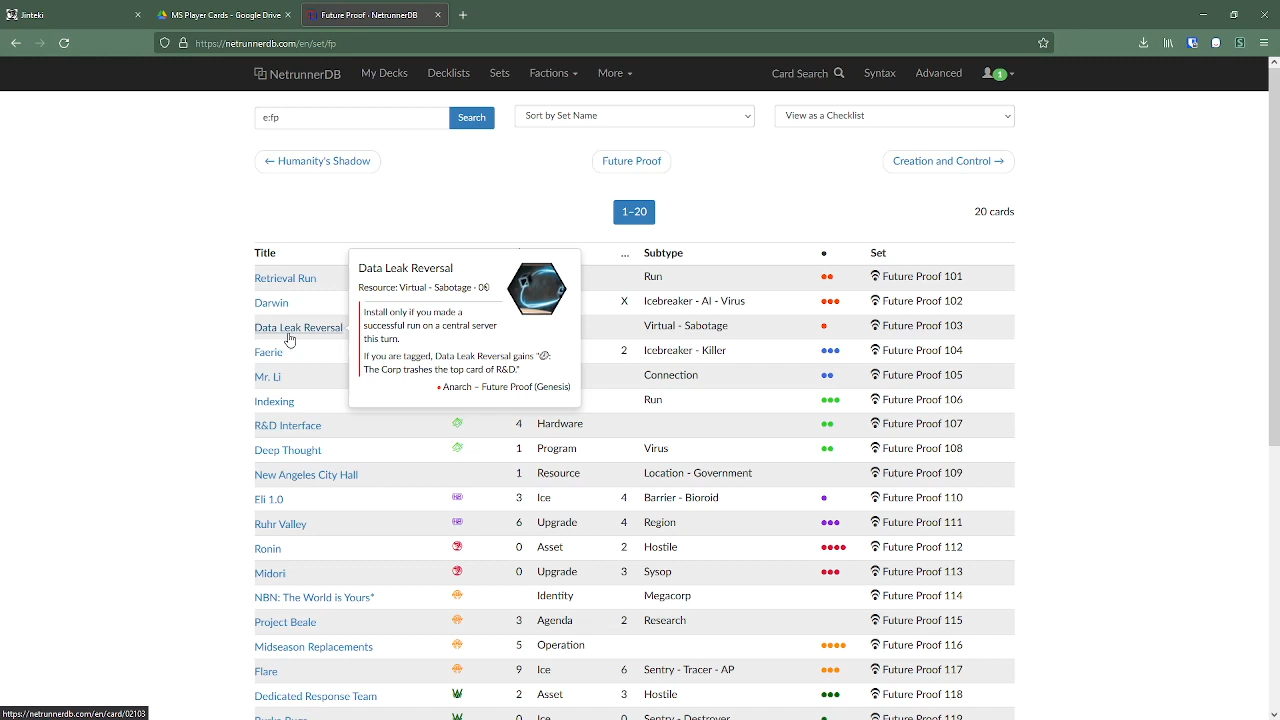 Jinteki
MS Player Cards - Google Drive
Future Proof · NetrunnerDB
https://netrunnerdb.com/en/set/fp
NetrunnerDB My Decks Decklists Sets Factions More Card Search Syntax Advanced 1
e:fp Search Sort by Set Name View as a Checklist
← Humanity's Shadow Future Proof Creation and Control →
1–20 20 cards
Title ... Subtype Set
Retrieval Run Run Future Proof 101
Darwin X Icebreaker - AI - Virus Future Proof 102
Data Leak Reversal Virtual - Sabotage Future Proof 103
Faerie 2 Icebreaker - Killer Future Proof 104
Mr. Li Connection Future Proof 105
Indexing Run Future Proof 106
R&D Interface 4 Hardware Future Proof 107
Deep Thought 1 Program Virus Future Proof 108
New Angeles City Hall 1 Resource Location - Government Future Proof 109
Eli 1.0 3 Ice 4 Barrier - Bioroid Future Proof 110
Ruhr Valley 6 Upgrade 4 Region Future Proof 111
Ronin 0 Asset 2 Hostile Future Proof 112
Midori 0 Upgrade 3 Sysop Future Proof 113
NBN: The World is Yours* Identity Megacorp Future Proof 114
Project Beale 3 Agenda 2 Research Future Proof 115
Midseason Replacements 5 Operation Future Proof 116
Flare 9 Ice 6 Sentry - Tracer - AP Future Proof 117
Dedicated Response Team 2 Asset 3 Hostile Future Proof 118
Data Leak Reversal
Resource: Virtual - Sabotage - 0
Install only if you made a
successful run on a central server
this turn.
If you are tagged, Data Leak Reversal gains "
:
The Corp trashes the top card of R&D."
Anarch – Future Proof (Genesis)
https://netrunnerdb.com/en/card/02103